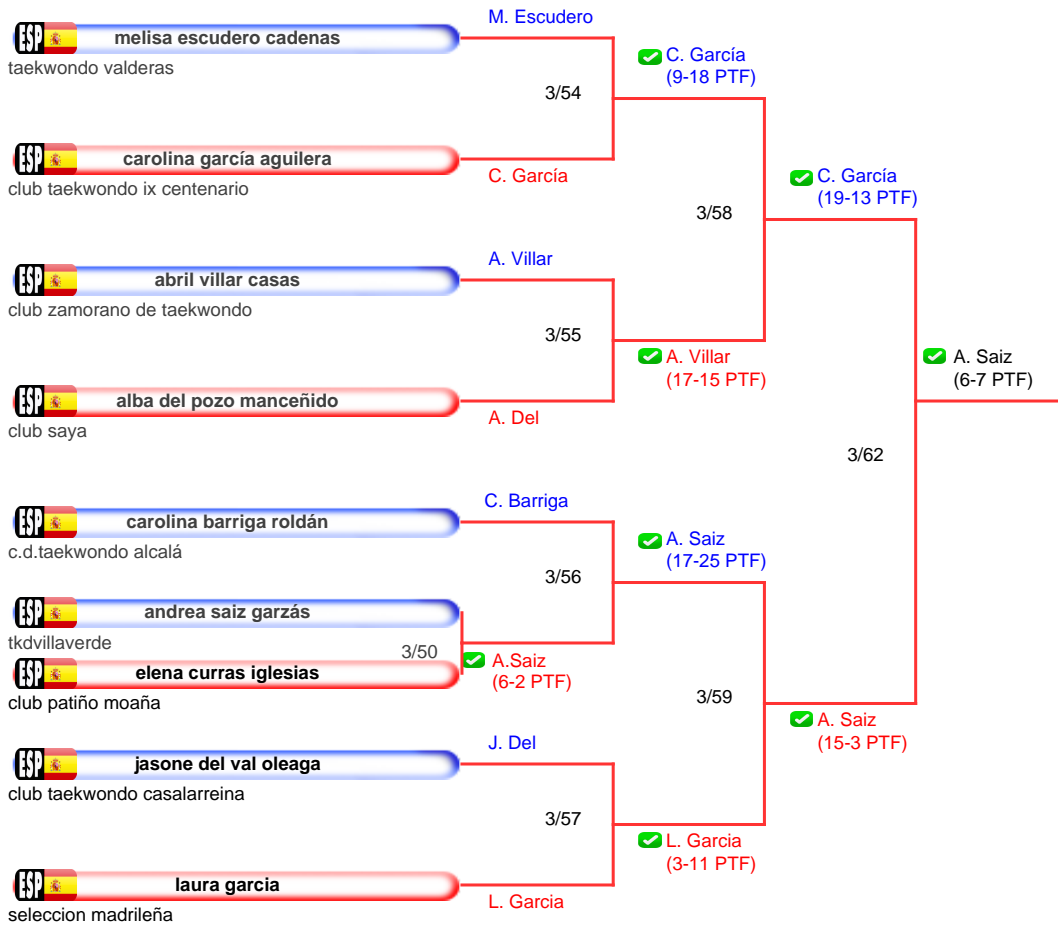 M. Escudero
ESP melisa escudero cadenas
taekwondo valderas
C. García
(9-18 PTF)
3/54
ESP carolina garcía aguilera
club taekwondo ix centenario
C. García
C. García
(19-13 PTF)
3/58
A. Villar
ESP abril villar casas
club zamorano de taekwondo
3/55
A. Villar
(17-15 PTF)
A. Saiz
(6-7 PTF)
ESP alba del pozo manceñido
club saya
A. Del
3/62
C. Barriga
ESP carolina barriga roldán
c.d.taekwondo alcalá
A. Saiz
(17-25 PTF)
3/56
ESP andrea saiz garzás
tkdvillaverde
3/50
A.Saiz
(6-2 PTF)
ESP elena curras iglesias
club patiño moaña
3/59
A. Saiz
(15-3 PTF)
J. Del
ESP jasone del val oleaga
club taekwondo casalarreina
3/57
L. Garcia
(3-11 PTF)
ESP laura garcia
seleccion madrileña
L. Garcia